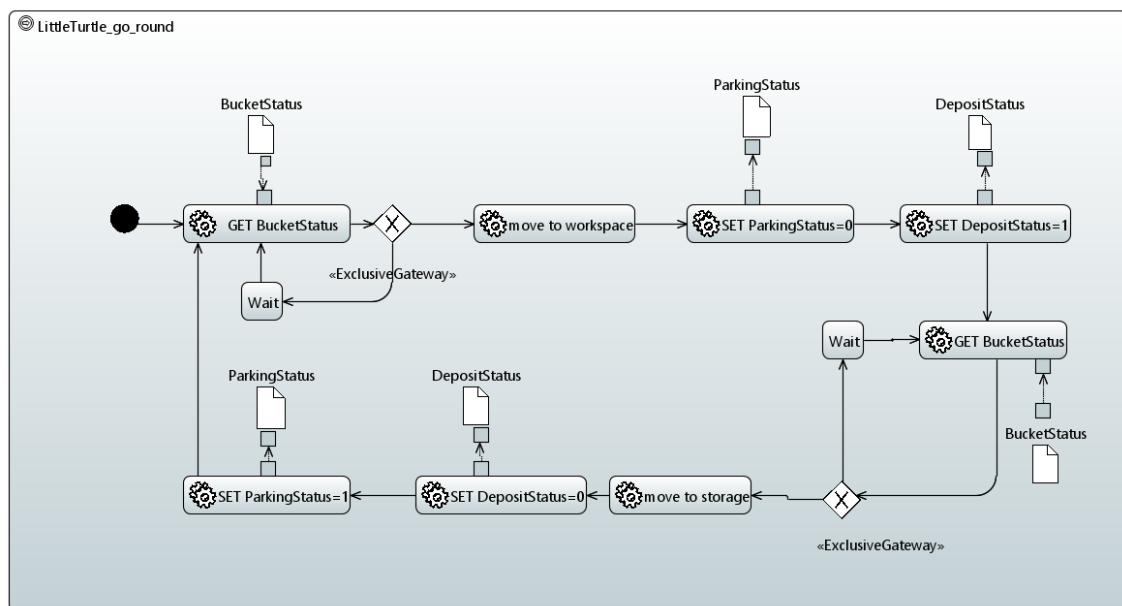 LittleTurtle_go_round
BucketStatus
ParkingStatus
DepositStatus
GET BucketStatus
X
move to workspace
SET ParkingStatus=0
SET DepositStatus=1
«ExclusiveGateway»
Wait
Wait
GET BucketStatus
ParkingStatus
DepositStatus
BucketStatus
SET ParkingStatus=1
SET DepositStatus=0
move to storage
X
«ExclusiveGateway»